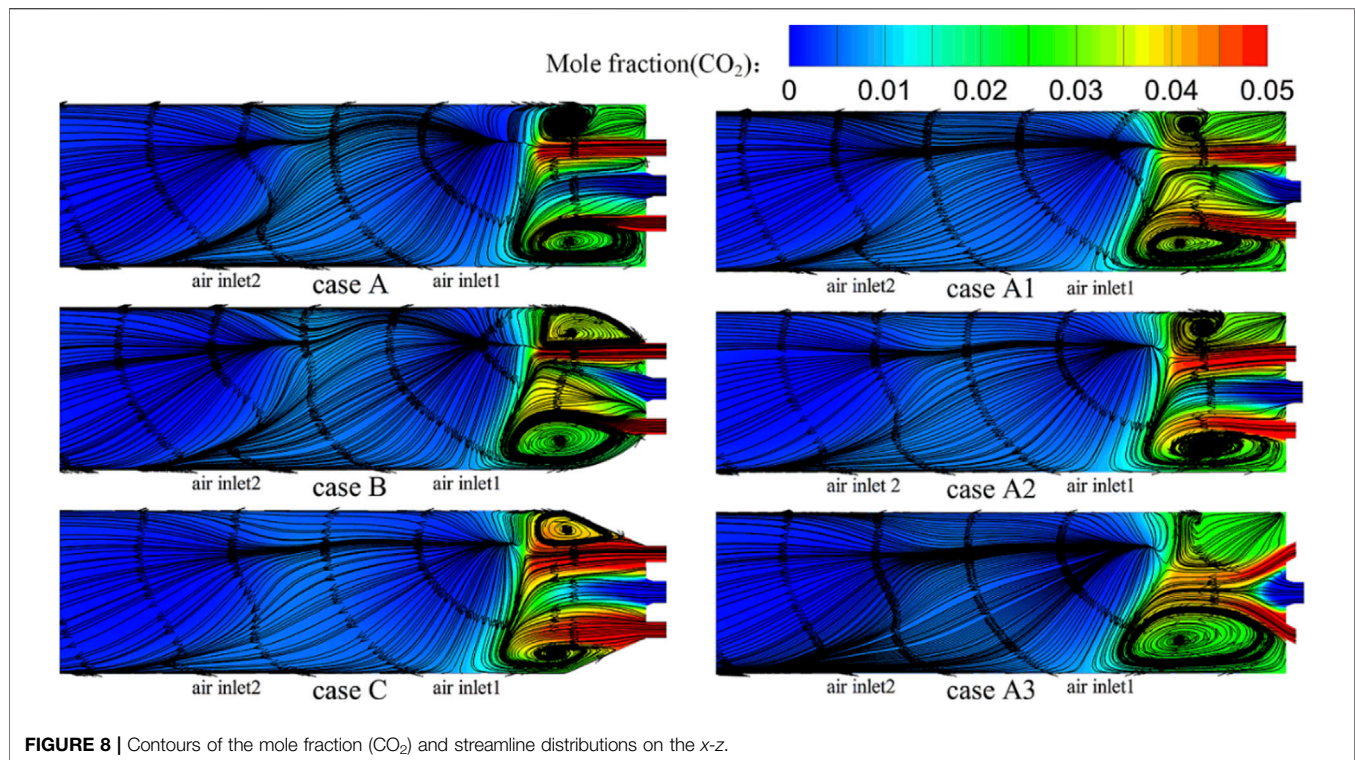 Mole fraction(CO₂):
0 0.01 0.02 0.03 0.04 0.05
air inlet2 case A air inlet1
air inlet2 case A1 air inlet1
air inlet2 case B air inlet1
air inlet 2 case A2 air inlet1
air inlet2 case C air inlet1
air inlet2 case A3 air inlet1
FIGURE 8 | Contours of the mole fraction (CO₂) and streamline distributions on the x-z.